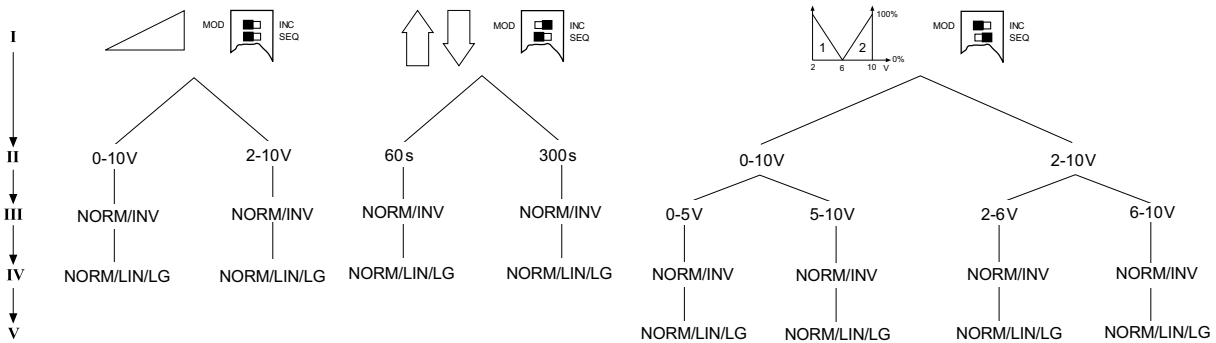 I
MOD INC
SEQ
MOD INC
SEQ
100%
1 2
0%
2 6 10 V
MOD INC
SEQ
II
0-10V 2-10V 60s 300s 0-10V 2-10V
III
NORM/INV NORM/INV NORM/INV NORM/INV 0-5V 5-10V 2-6V 6-10V
IV
NORM/LIN/LG NORM/LIN/LG NORM/LIN/LG NORM/LIN/LG NORM/INV NORM/INV NORM/INV NORM/INV
V
NORM/LIN/LG NORM/LIN/LG NORM/LIN/LG NORM/LIN/LG